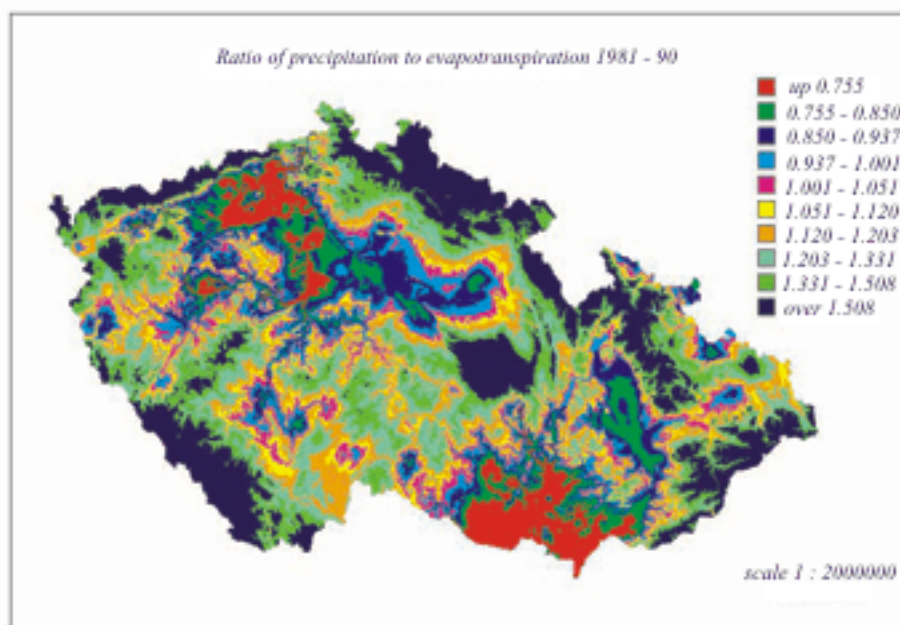 Ratio of precipitation to evapotranspiration 1981 - 90
up 0.755
0.755 - 0.850
0.850 - 0.937
0.937 - 1.001
1.001 - 1.051
1.051 - 1.120
1.120 - 1.203
1.203 - 1.331
1.331 - 1.508
over 1.508
scale 1 : 2000000